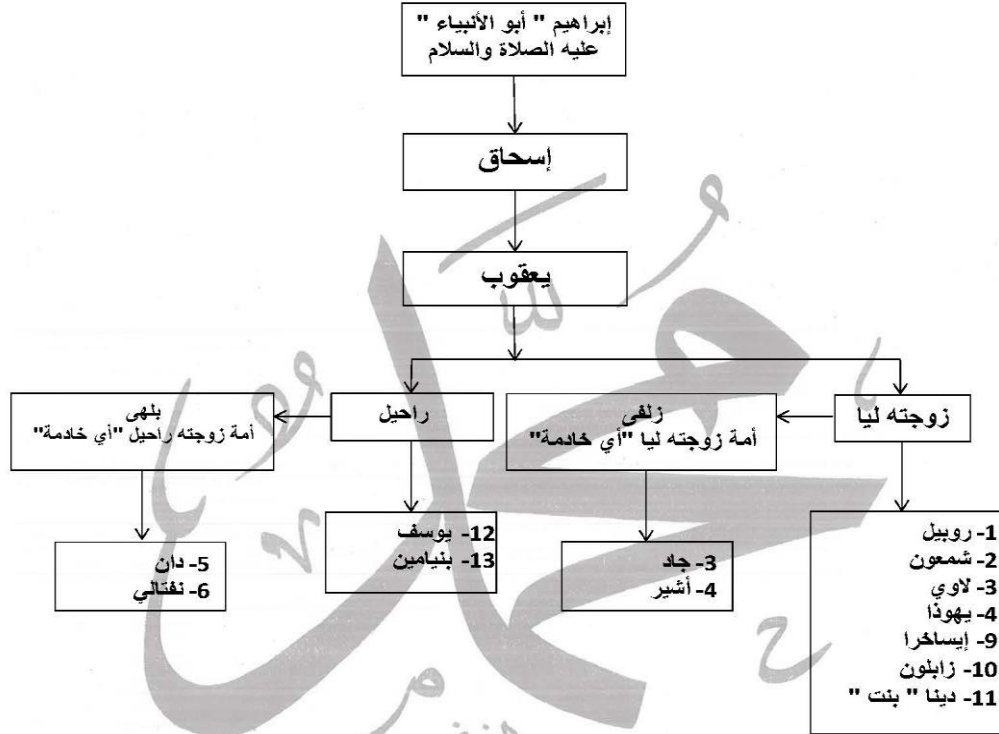 إبراهيم " أبو الأنبياء "
عليه الصلاة والسلام
إسحاق
يعقوب
زوجته ليا
زلفى
أمة زوجته ليا "أي خادمة"
راحيل
بلهى
أمة زوجته راحيل "أي خادمة"
1- روبيل
2- شمعون
3- لاوي
4- يهوذا
9- إيساخرا
10- زابلون
11- دينا " بنت "
3- جاد
4- أشير
12- يوسف
13- بنيامين
5- دان
6- نفتالي
محمد
الله